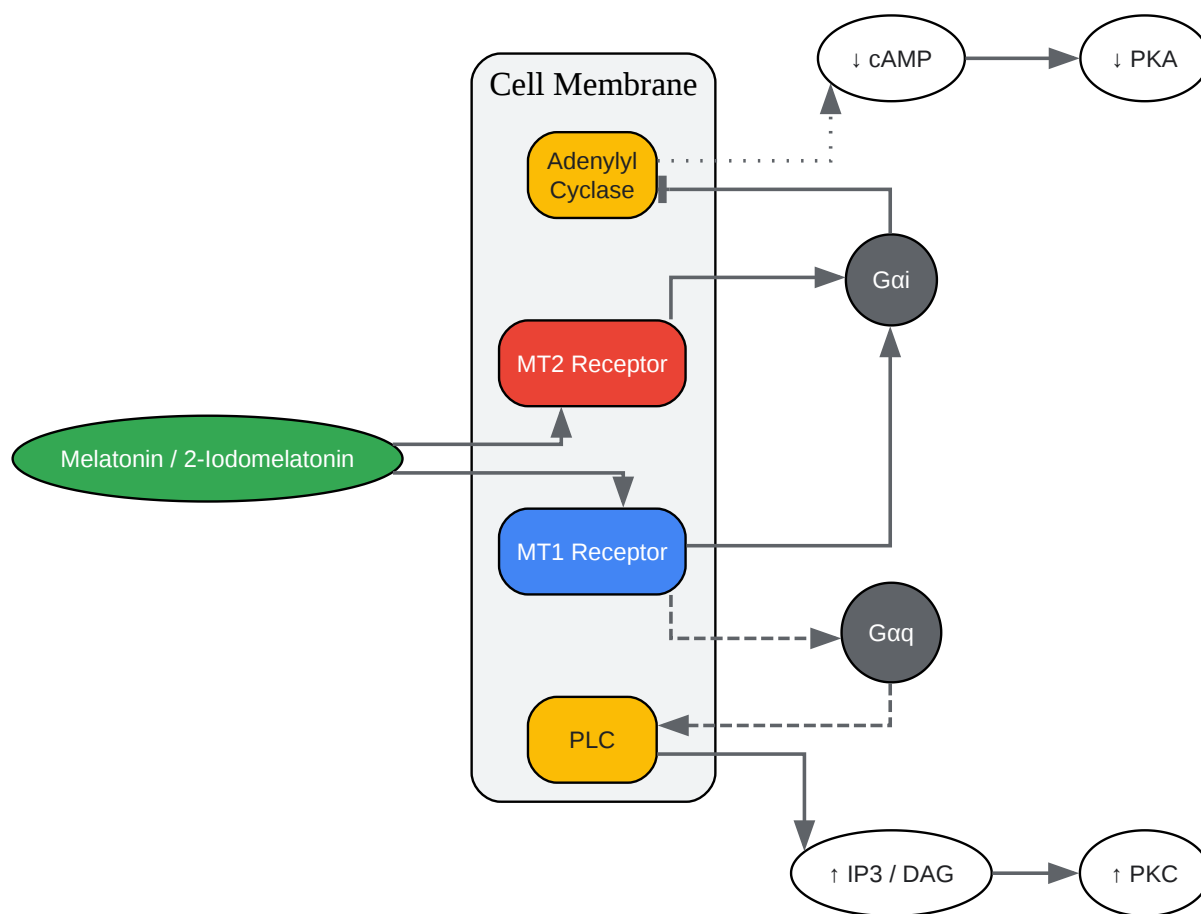 ↓ cAMP
↓ PKA
Cell Membrane
Adenylyl
Cyclase
Gαi
MT2 Receptor
Melatonin / 2-Iodomelatonin
MT1 Receptor
Gαq
PLC
↑ IP3 / DAG
↑ PKC